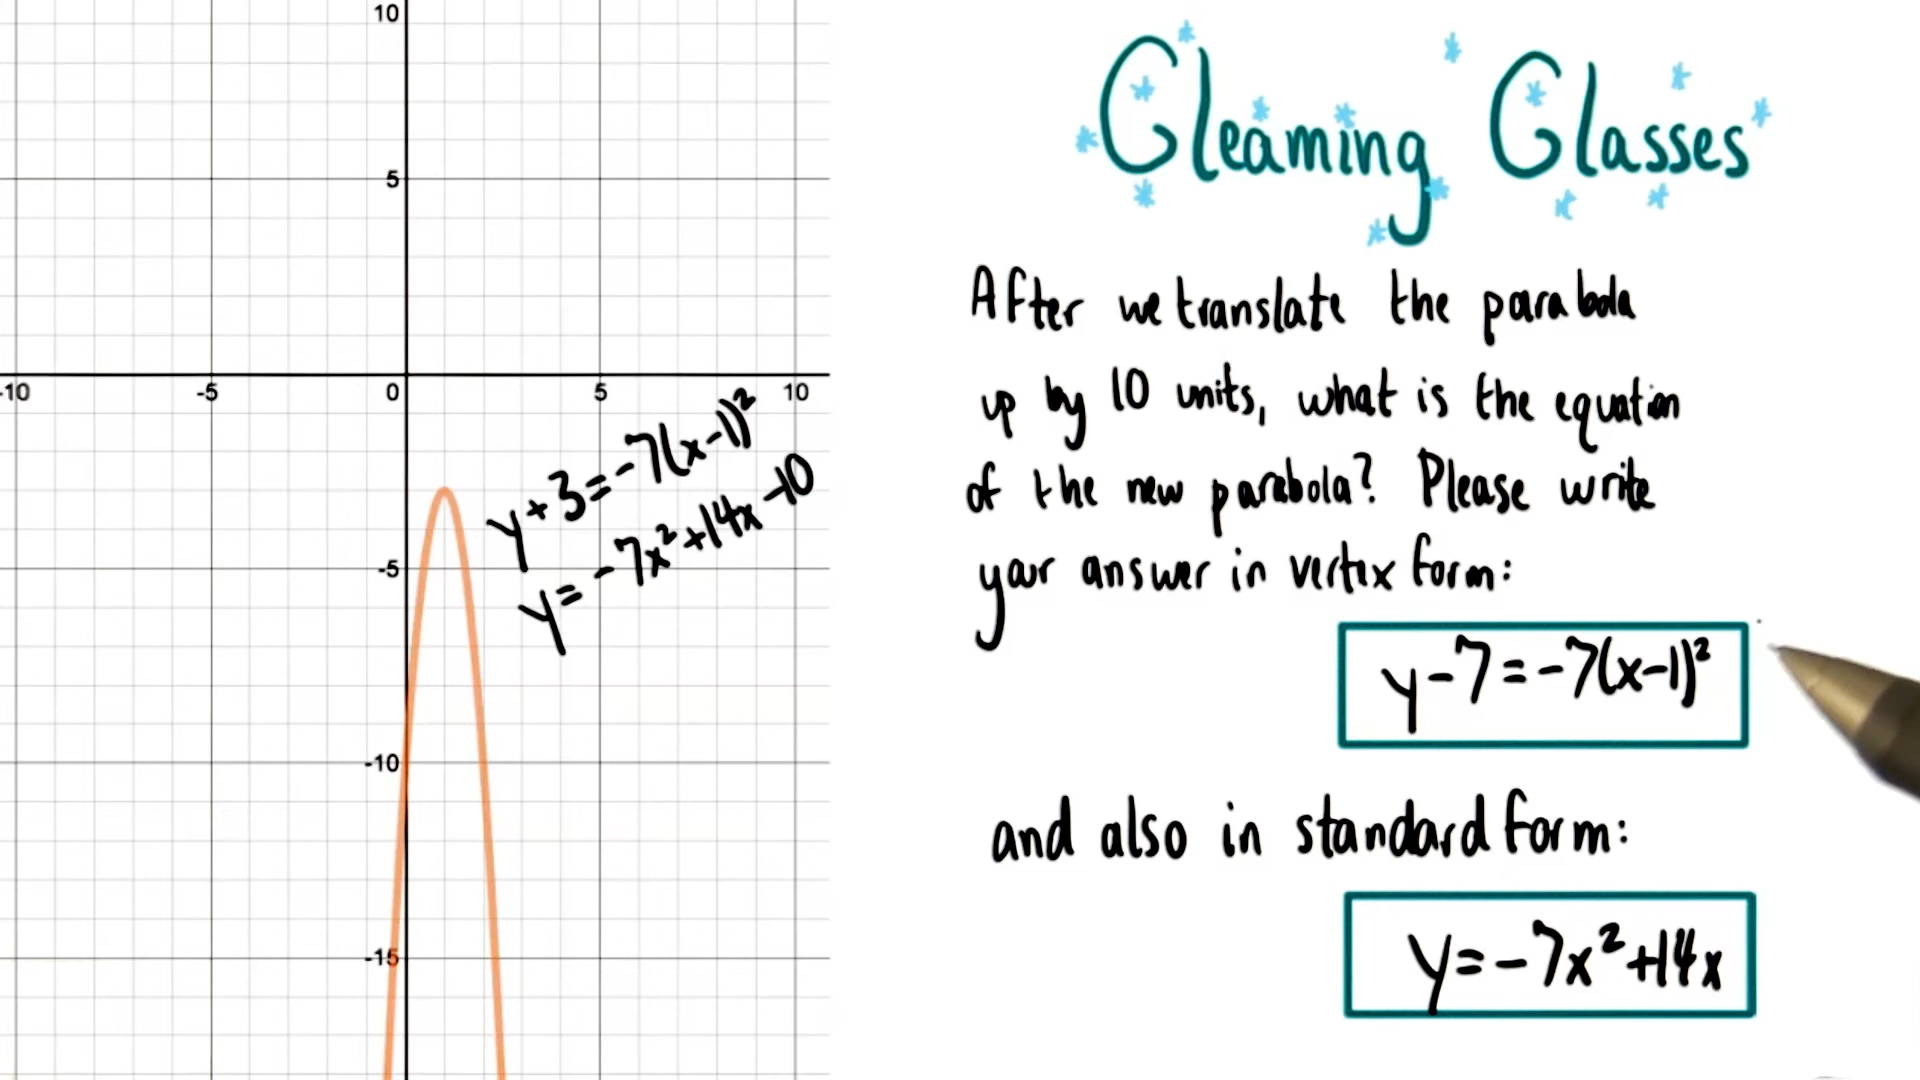 10
5
-10 -5 0 5 10
-5
-10
-15
y+3=-7(x-1)²
y=-7x²+14x-10
Gleaming Glasses
After we translate the parabola
up by 10 units, what is the equation
of the new parabola? Please write
your answer in vertex form:
y-7=-7(x-1)²
and also in standard form:
y=-7x²+14x